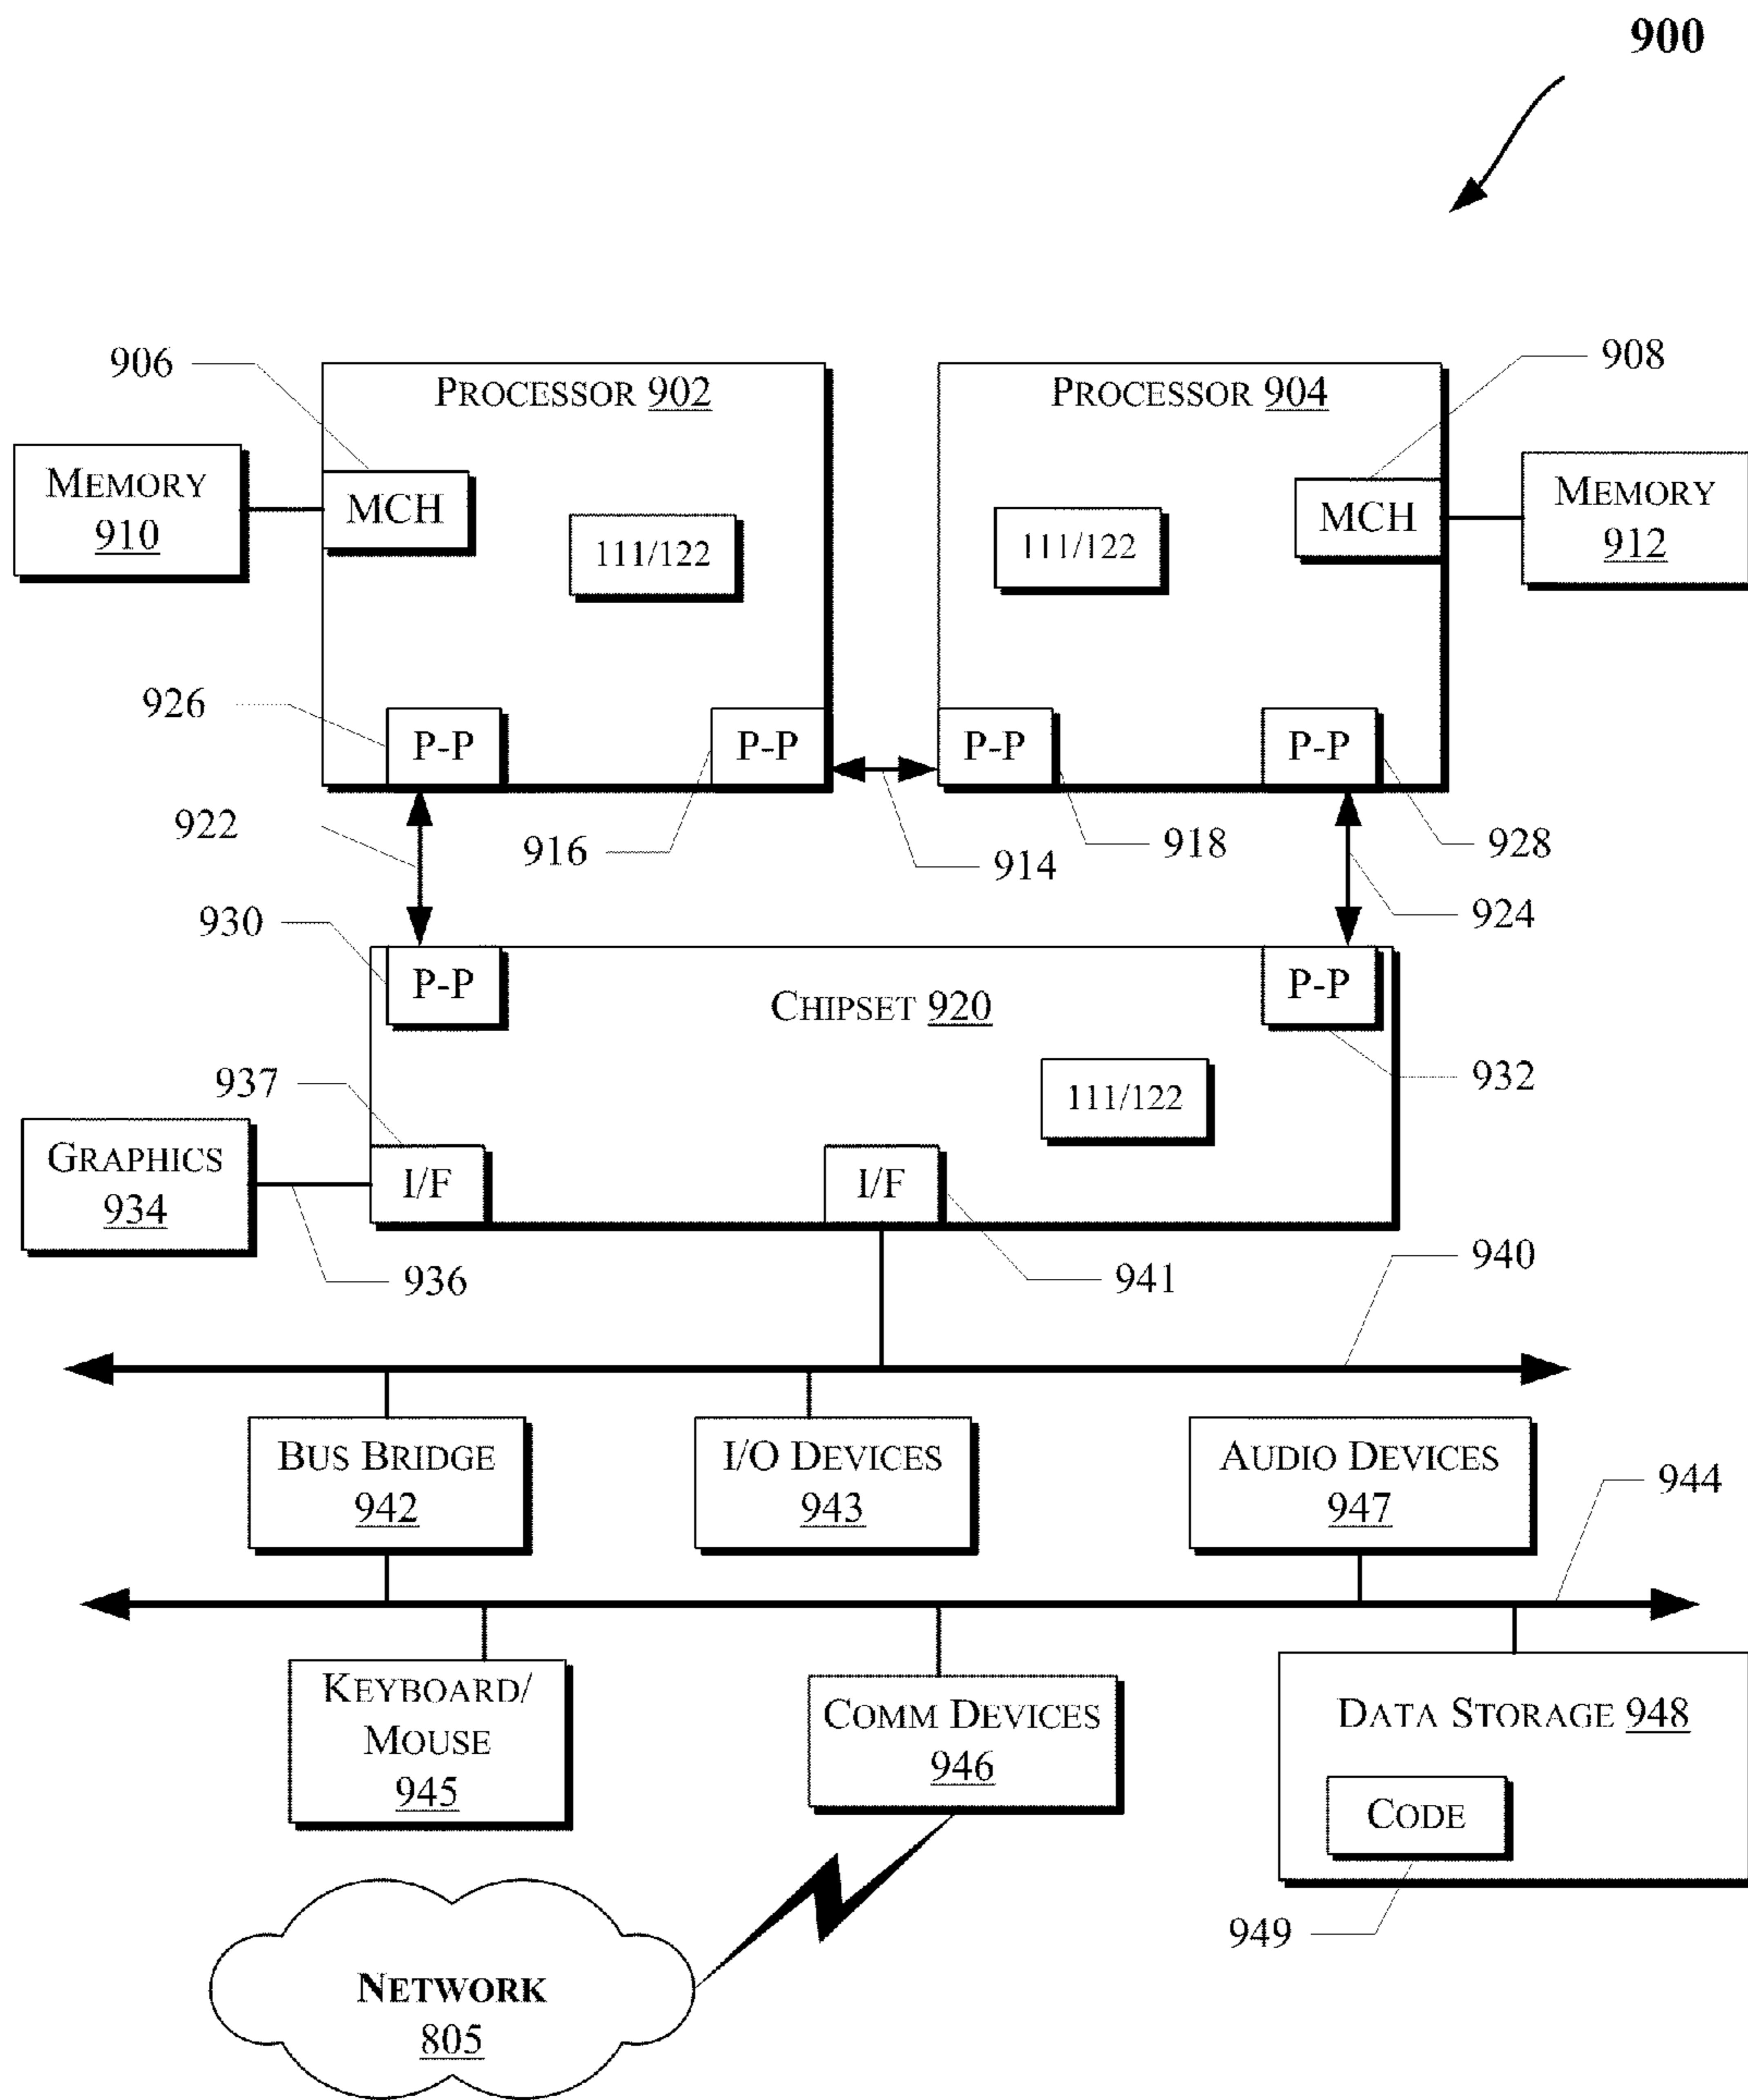 900
906
PROCESSOR 902
PROCESSOR 904
908
MEMORY
910
MCH
111/122
111/122
MCH
MEMORY
912
926
P-P
P-P
P-P
P-P
922
916
914
918
928
924
930
P-P
CHIPSET 920
P-P
937
111/122
932
GRAPHICS
934
I/F
I/F
936
941
940
BUS BRIDGE
942
I/O DEVICES
943
AUDIO DEVICES
947
944
KEYBOARD/
MOUSE
945
COMM DEVICES
946
DATA STORAGE 948
CODE
949
NETWORK
805